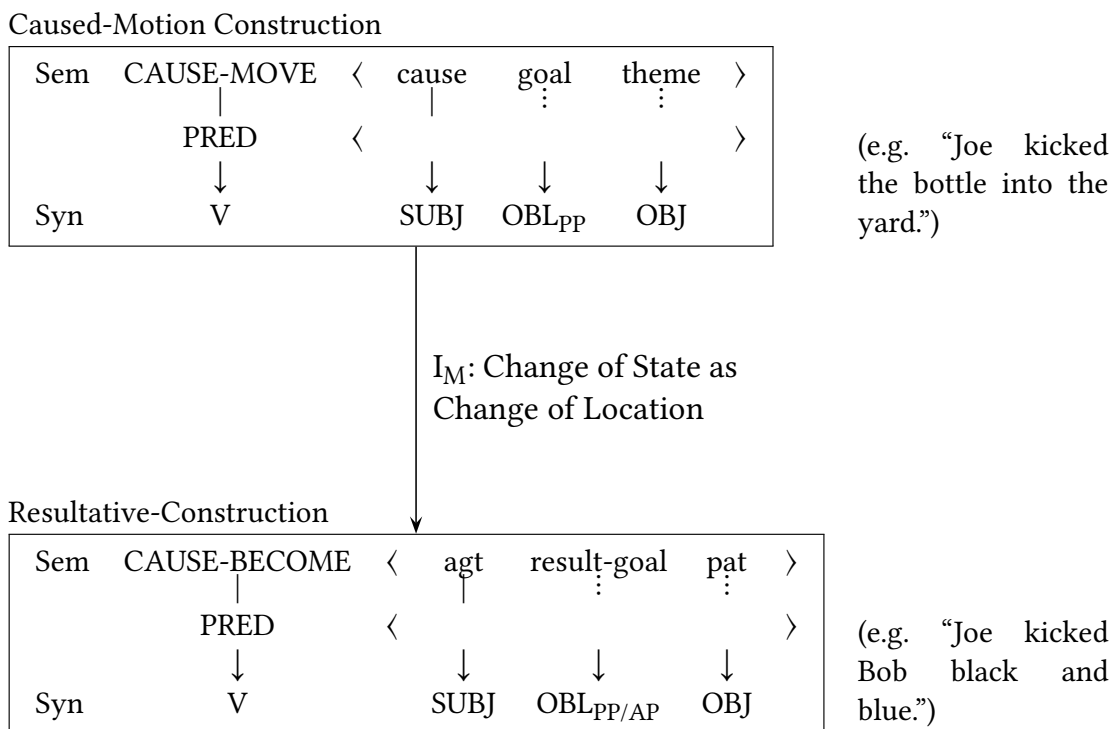 Caused-Motion Construction
Sem CAUSE-MOVE ⟨ cause goal theme ⟩
PRED ⟨ ⟩
Syn V SUBJ OBL_PP OBJ
(e.g. “Joe kicked
the bottle into the
yard.”)
I_M: Change of State as
Change of Location
Resultative-Construction
Sem CAUSE-BECOME ⟨ agt result-goal pat ⟩
PRED ⟨ ⟩
Syn V SUBJ OBL_PP/AP OBJ
(e.g. “Joe kicked
Bob black and
blue.”)